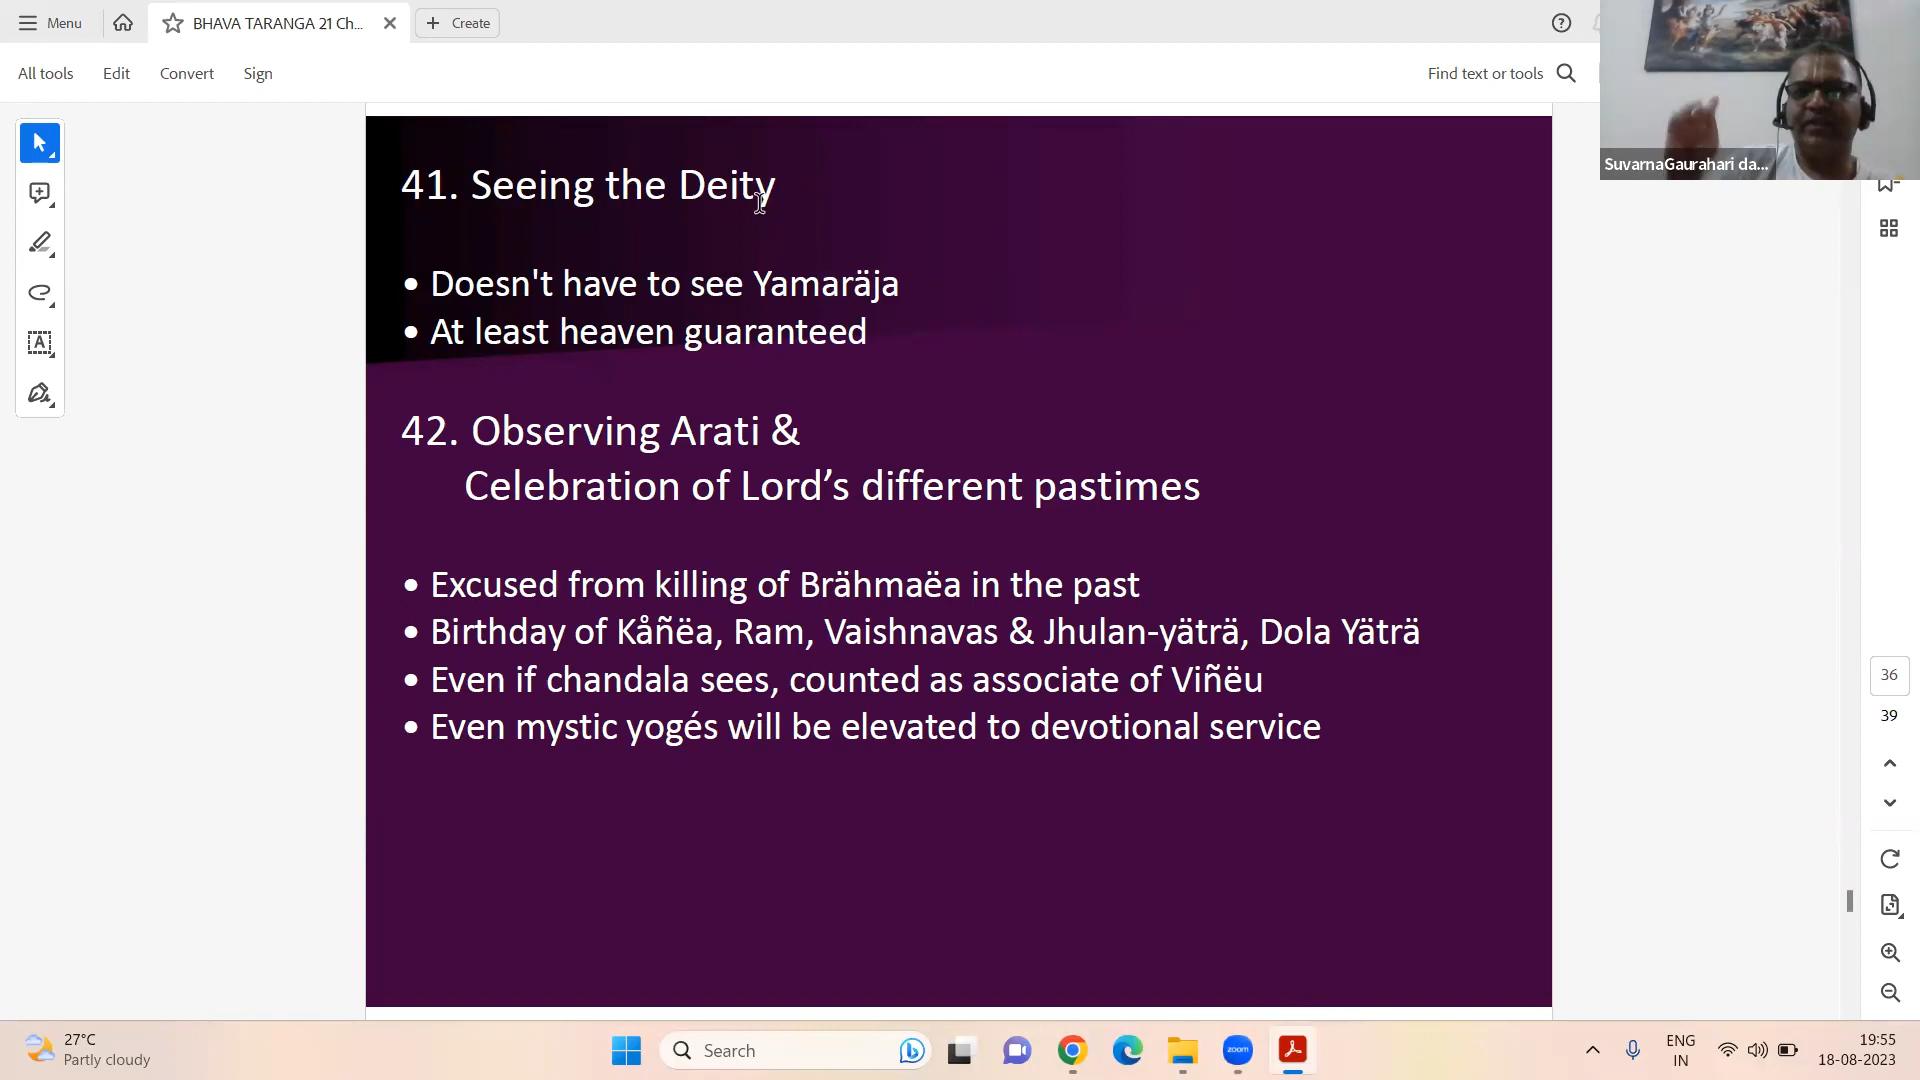 Menu
BHAVA TARANGA 21 Ch...
Create
All tools
Edit
Convert
Sign
Find text or tools
SuvarnaGaurahari da...
41. Seeing the Deity
• Doesn't have to see Yamaräja
• At least heaven guaranteed
42. Observing Arati &
Celebration of Lord’s different pastimes
• Excused from killing of Brähmaëa in the past
• Birthday of Kåñëa, Ram, Vaishnavas & Jhulan-yäträ, Dola Yäträ
• Even if chandala sees, counted as associate of Viñëu
• Even mystic yogés will be elevated to devotional service
36
39
27°C
Partly cloudy
Search
zoom
ENG
IN
19:55
18-08-2023